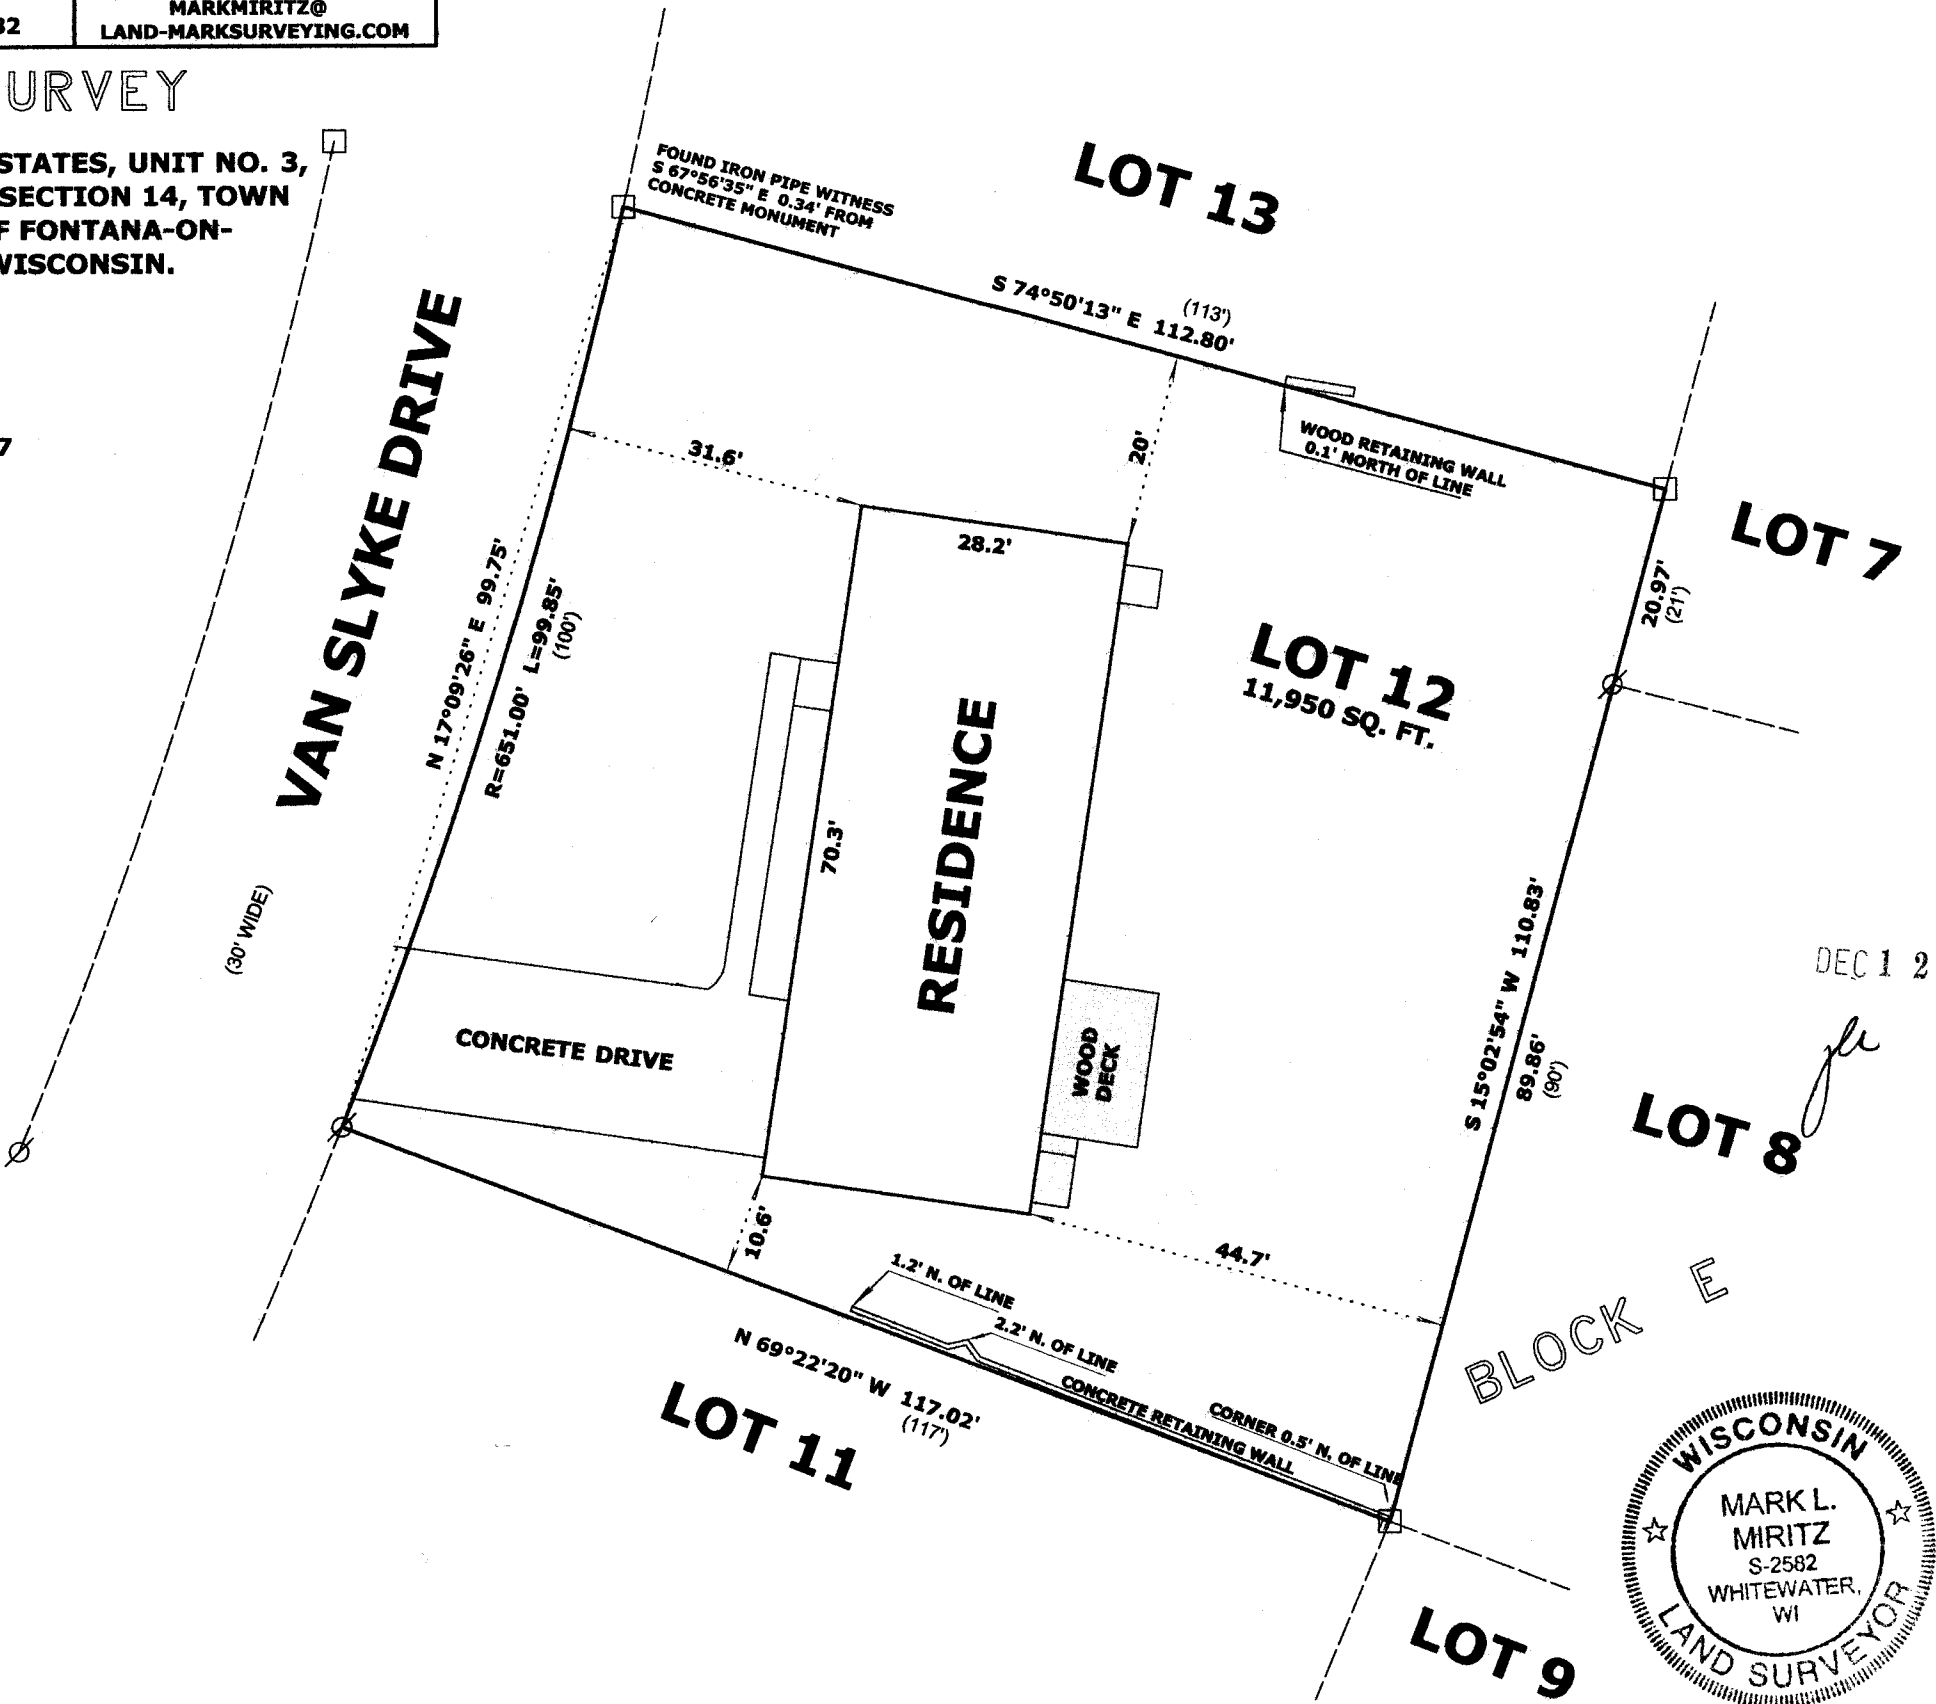 MARKMIRITZ@
LAND-MARKSURVEYING.COM
32
URVEY
STATES, UNIT NO. 3,
SECTION 14, TOWN
F FONTANA-ON-
WISCONSIN.
7
FOUND IRON PIPE WITNESS
S 67°56'35" E 0.34' FROM
CONCRETE MONUMENT
LOT 13
S 74°50'13" E 112.80'
(113')
WOOD RETAINING WALL
0.1' NORTH OF LINE
LOT 7
20.97'
(21')
VAN SLYKE DRIVE
(30' WIDE)
N 17°09'26" E 99.75'
R=651.00' L=99.85'
(100')
31.6'
20'
28.2'
70.3'
RESIDENCE
LOT 12
11,950 SQ. FT.
CONCRETE DRIVE
WOOD
DECK
S 15°02'54" W 110.83'
89.86'
(90')
LOT 8
DEC 1 2
10.6'
44.7'
1.2' N. OF LINE
2.2' N. OF LINE
CONCRETE RETAINING WALL
CORNER 0.5' N. OF LINE
N 69°22'20" W 117.02'
(117')
LOT 11
BLOCK E
LOT 9
WISCONSIN
MARK L.
MIRITZ
S-2582
WHITEWATER,
WI
LAND SURVEYOR